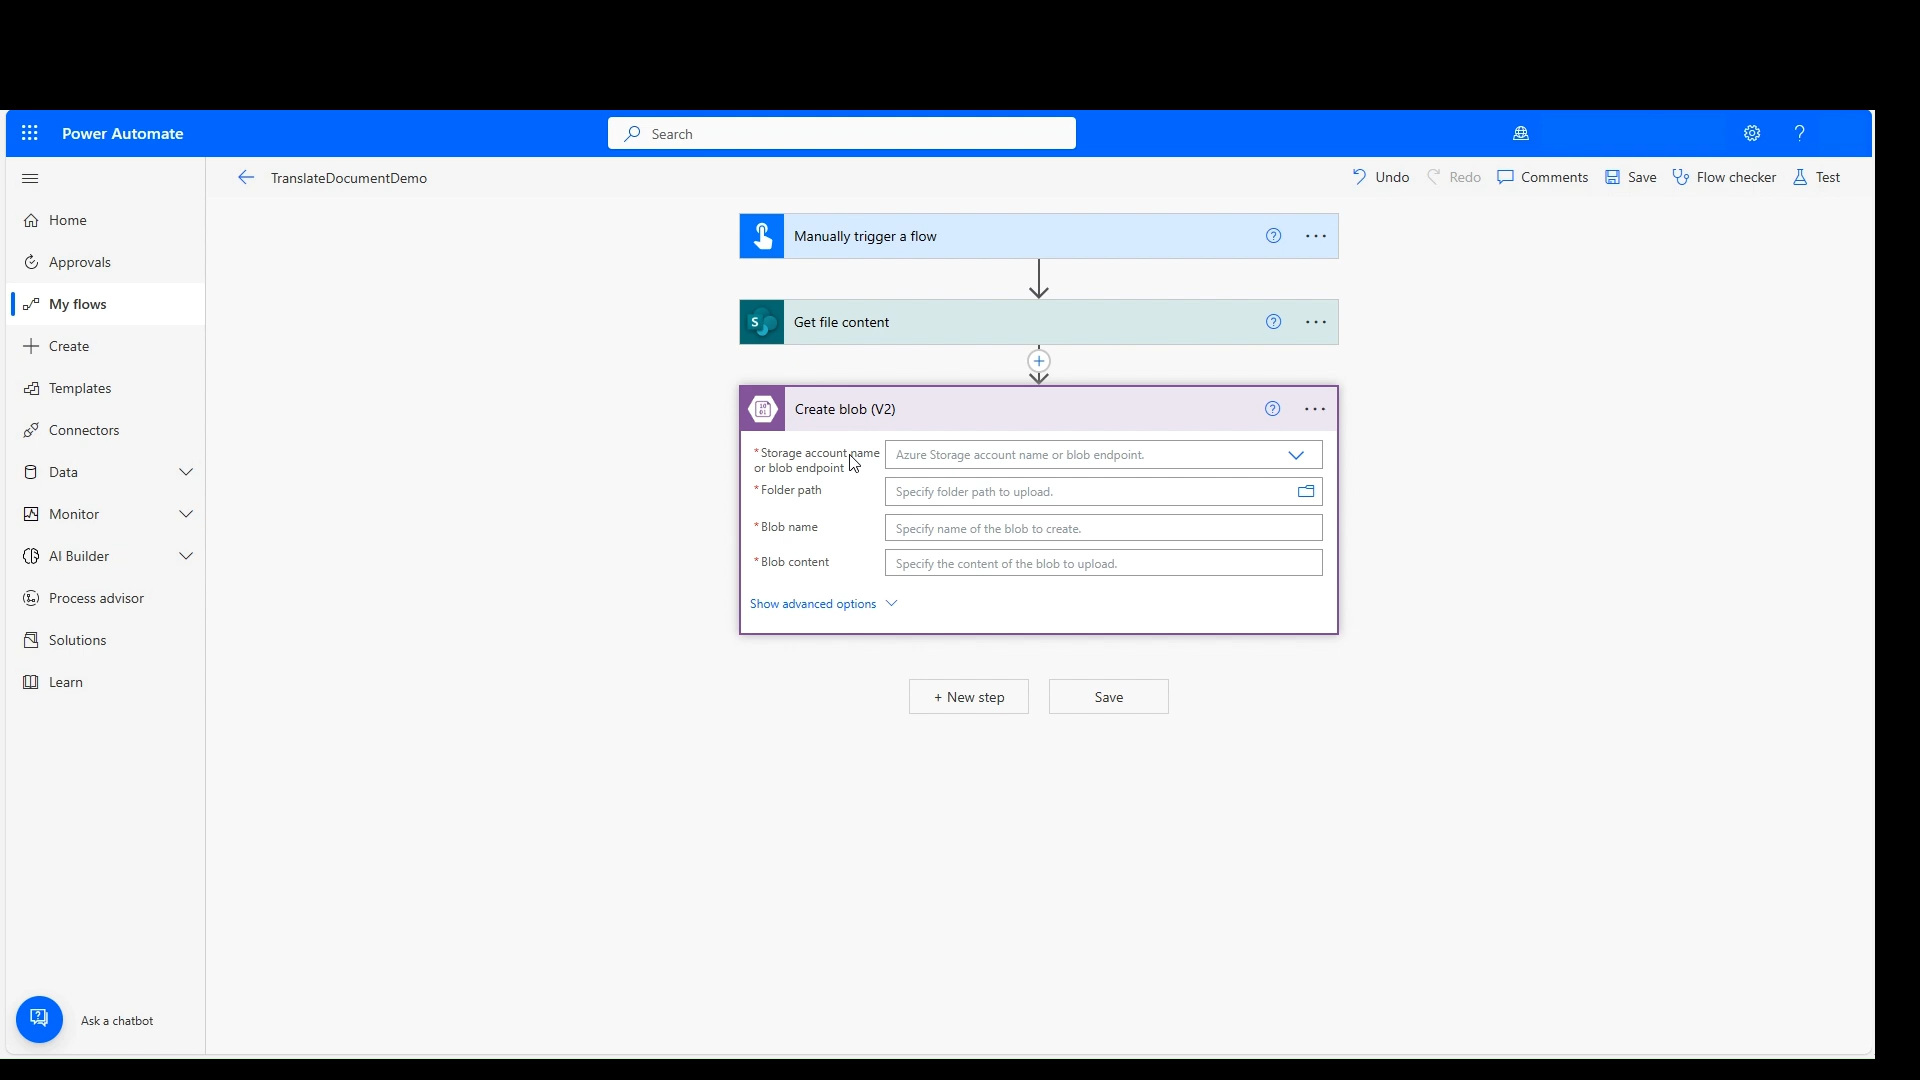 Power Automate
Search
TranslateDocumentDemo
Undo
Redo
Comments
Save
Flow checker
Test
Home
Approvals
My flows
Create
Templates
Connectors
Data
Monitor
AI Builder
Process advisor
Solutions
Learn
Ask a chatbot
Manually trigger a flow
S
Get file content
10
01
Create blob (V2)
* Storage account name
or blob endpoint
Azure Storage account name or blob endpoint.
* Folder path
Specify folder path to upload.
* Blob name
Specify name of the blob to create.
* Blob content
Specify the content of the blob to upload.
Show advanced options
+ New step
Save